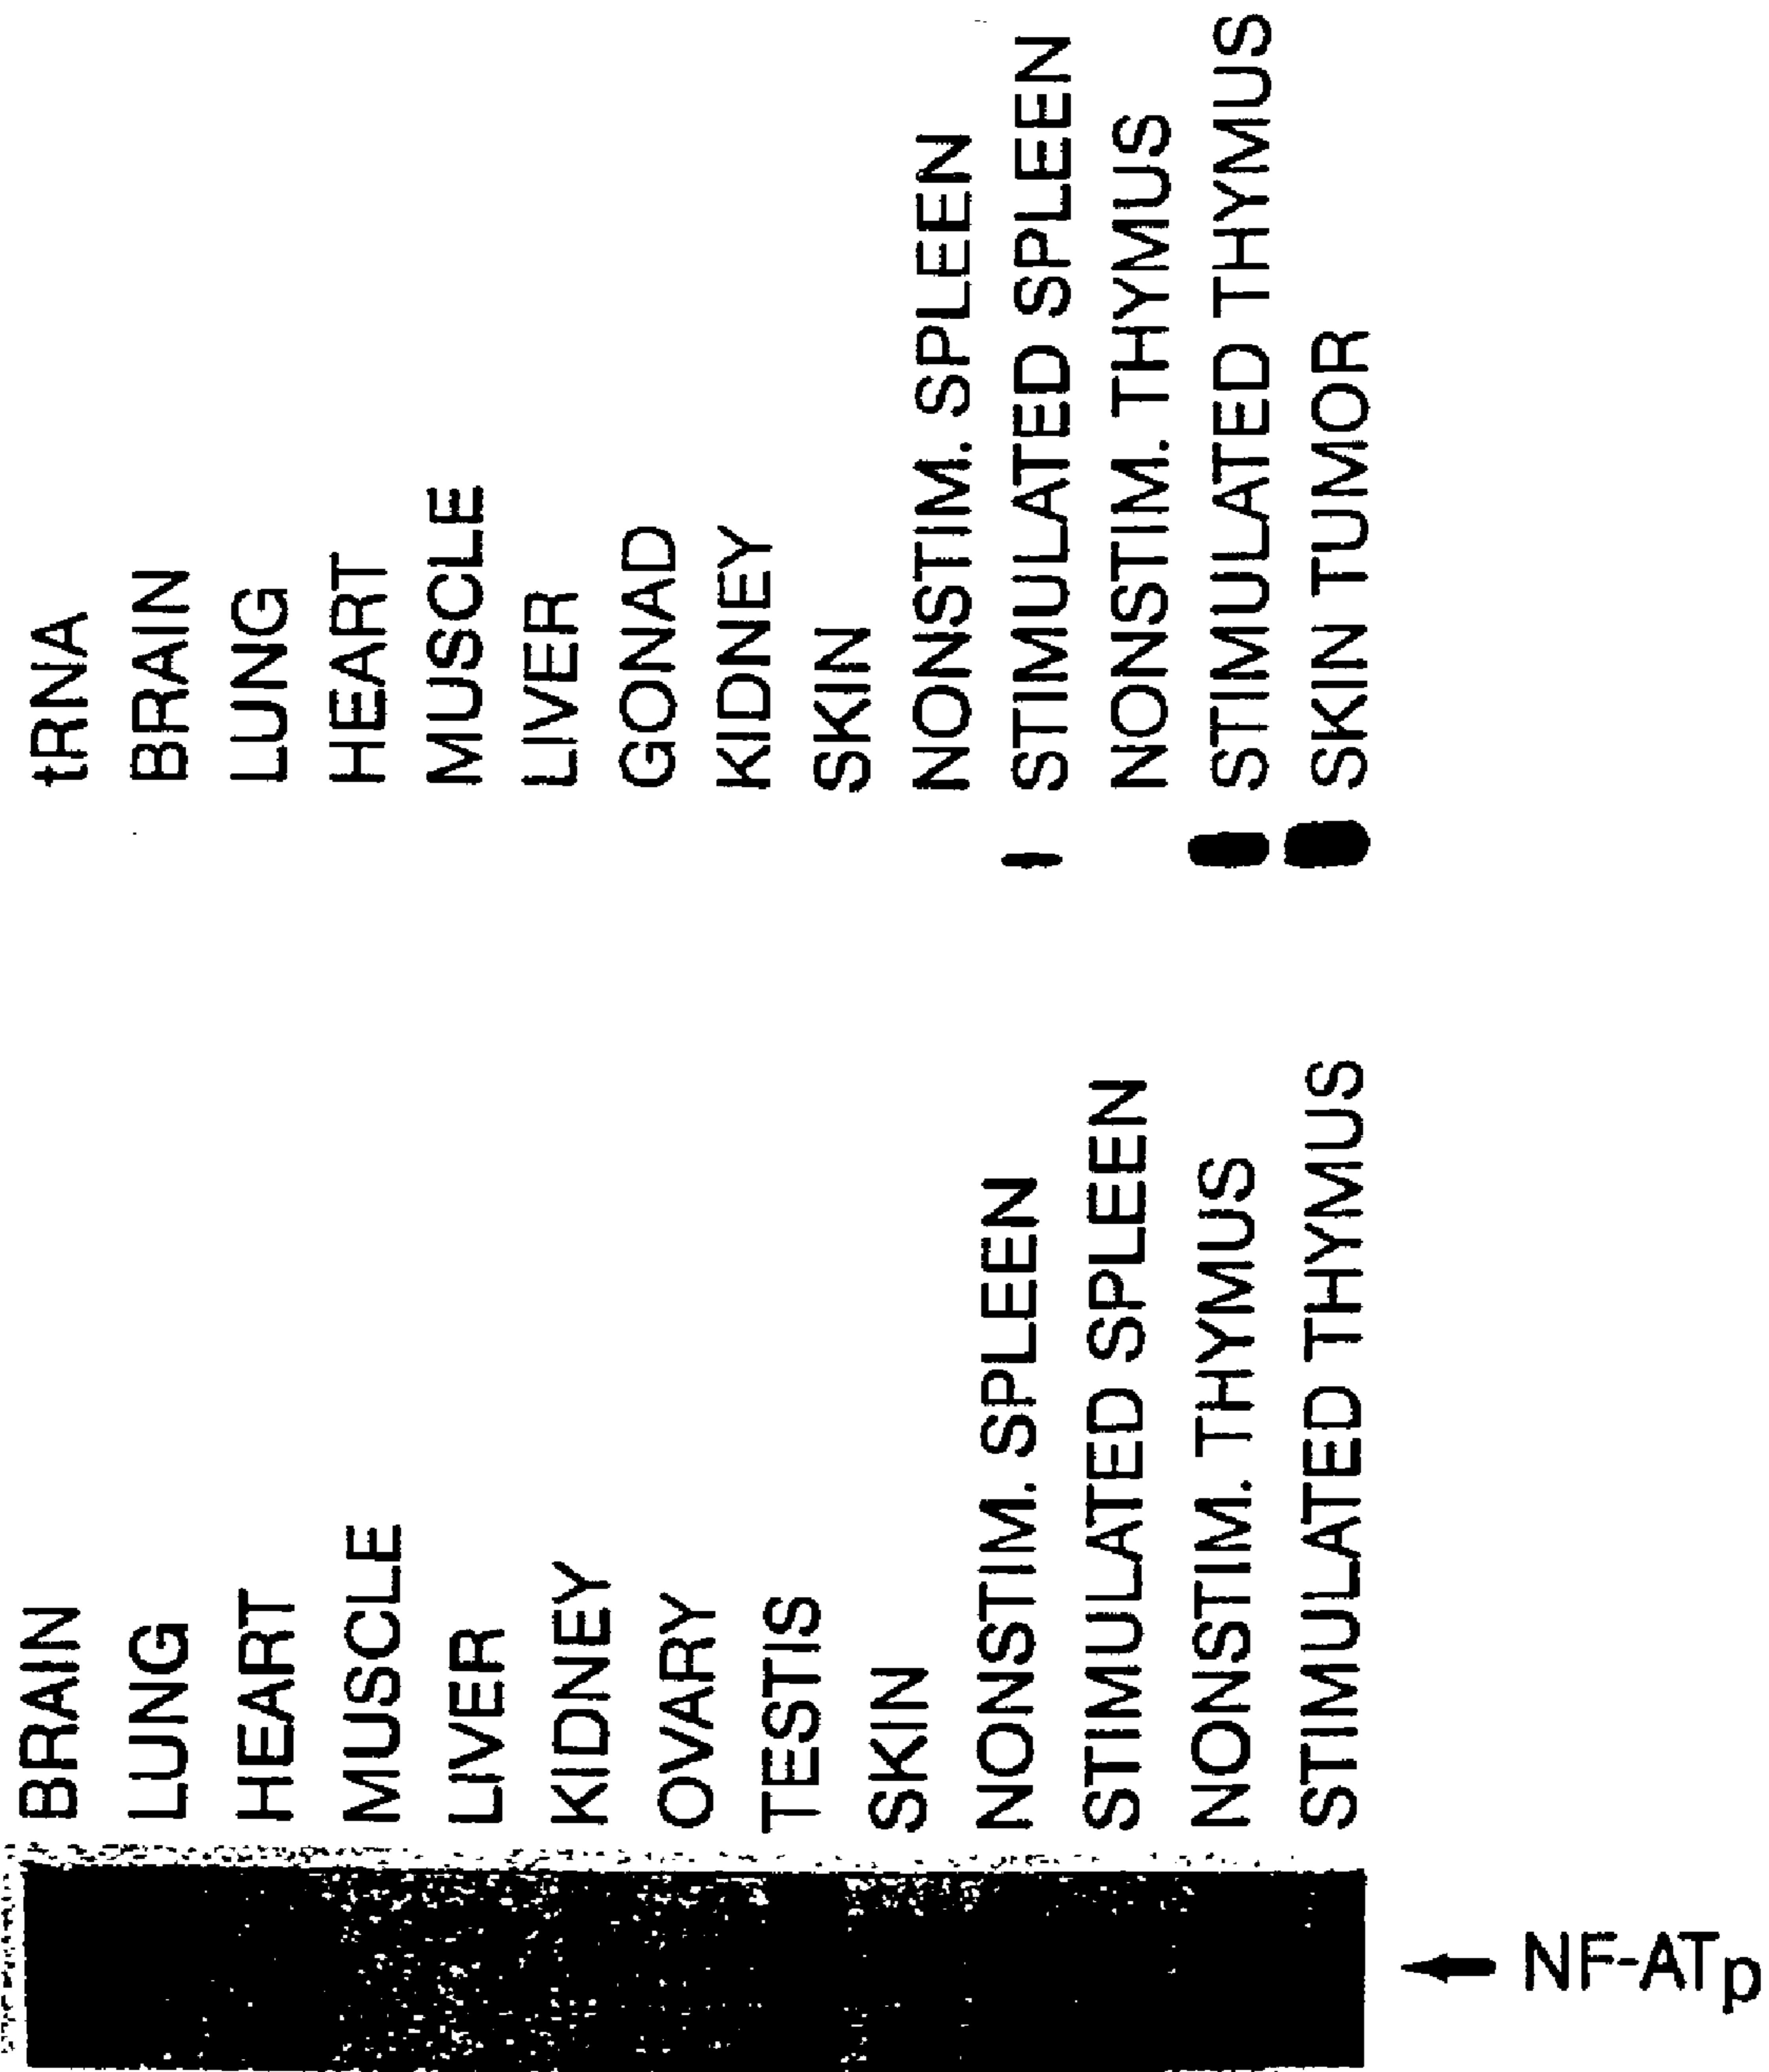 tRNA
BRAIN
LUNG
HEART
MUSCLE
LIVER
GONAD
KIDNEY
SKIN
NONSTIM. SPLEEN
STIMULATED SPLEEN
NONSTIM. THYMUS
STIMULATED THYMUS
SKIN TUMOR
BRAIN
LUNG
HEART
MUSCLE
LIVER
KIDNEY
OVARY
TESTIS
SKIN
NONSTIM. SPLEEN
STIMULATED SPLEEN
NONSTIM. THYMUS
STIMULATED THYMUS
NF-ATp